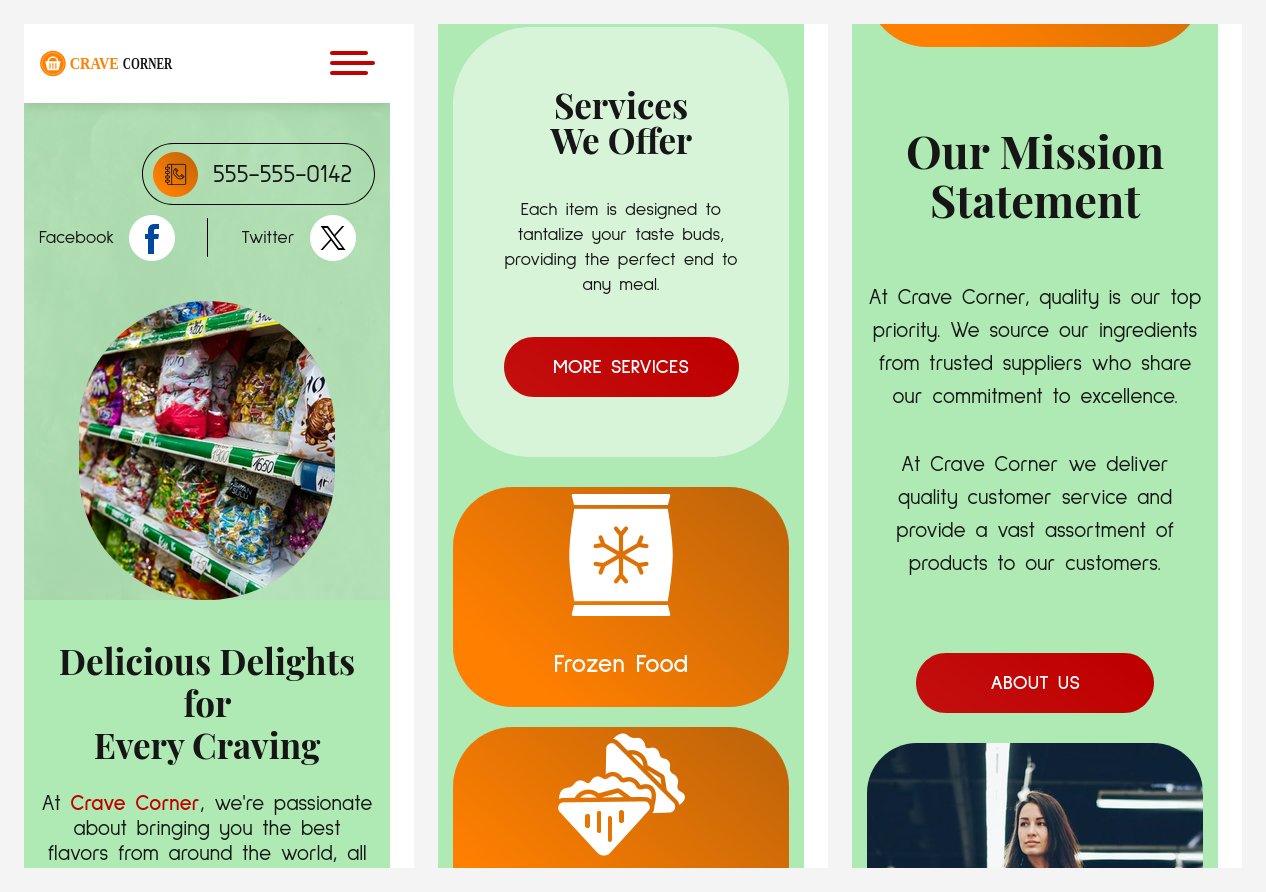 CRAVE CORNER
555-555-0142
Facebook
Twitter
1650
Delicious Delights
for
Every Craving
At Crave Corner, we're passionate
about bringing you the best
flavors from around the world, all
Services
We Offer
Each item is designed to
tantalize your taste buds,
providing the perfect end to
any meal.
MORE SERVICES
Frozen Food
Our Mission
Statement
At Crave Corner, quality is our top
priority. We source our ingredients
from trusted suppliers who share
our commitment to excellence.
At Crave Corner we deliver
quality customer service and
provide a vast assortment of
products to our customers.
ABOUT US